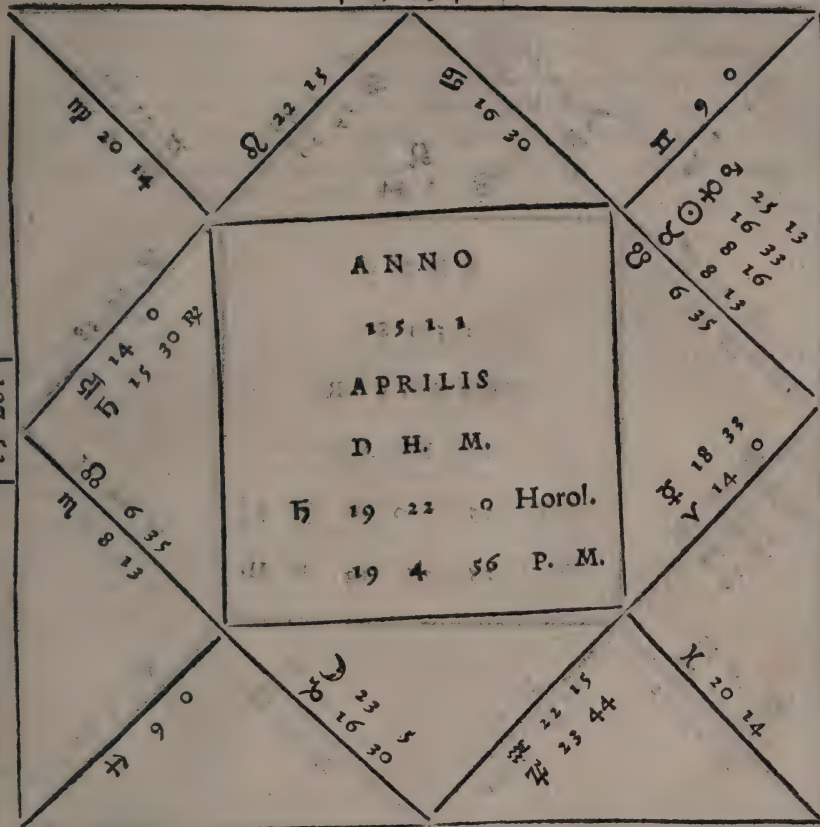 ♌ 22 15
♋ 16 30
♊ 9 0
♍ 20 14
♀ 25 13
♂ 16 33
☉ 8 16
♉ 8 13
☋ 6 35
♎ 14 0
♄ 15 30 ℞
ANNO
1511
APRILIS
D H. M.
♄ 19 22 0 Horol.
19 4 56 P. M.
☿ 18 33
♈ 14 0
☊ 6 35
♏ 8 13
♐ 9 0
☽ 23 5
♑ 16 30
♒ 22 15
♃ 23 44
♓ 20 14